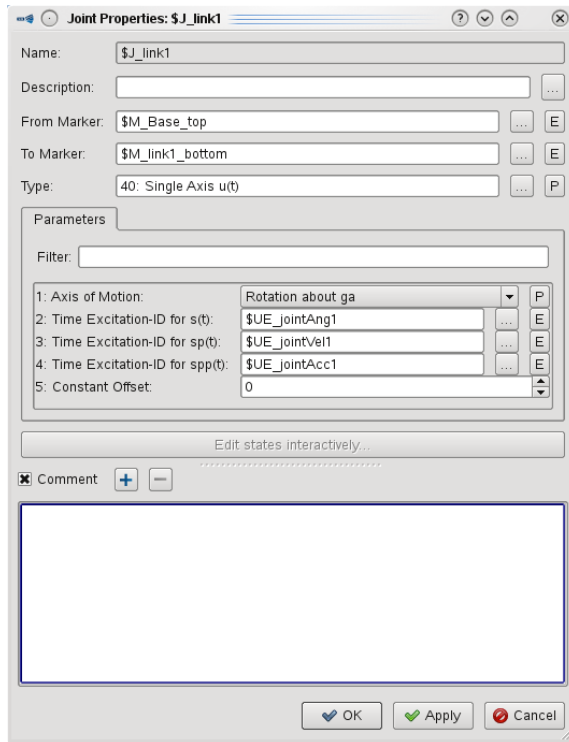 Joint Properties: $J_link1
Name: $J_link1
Description: ...
From Marker: $M_Base_top ... E
To Marker: $M_link1_bottom ... E
Type: 40: Single Axis u(t) ... P
Parameters
Filter:
1: Axis of Motion: Rotation about ga P
2: Time Excitation-ID for s(t): $UE_jointAng1 ... E
3: Time Excitation-ID for sp(t): $UE_jointVel1 ... E
4: Time Excitation-ID for spp(t): $UE_jointAcc1 ... E
5: Constant Offset: 0
Edit states interactively...
Comment
OK Apply Cancel